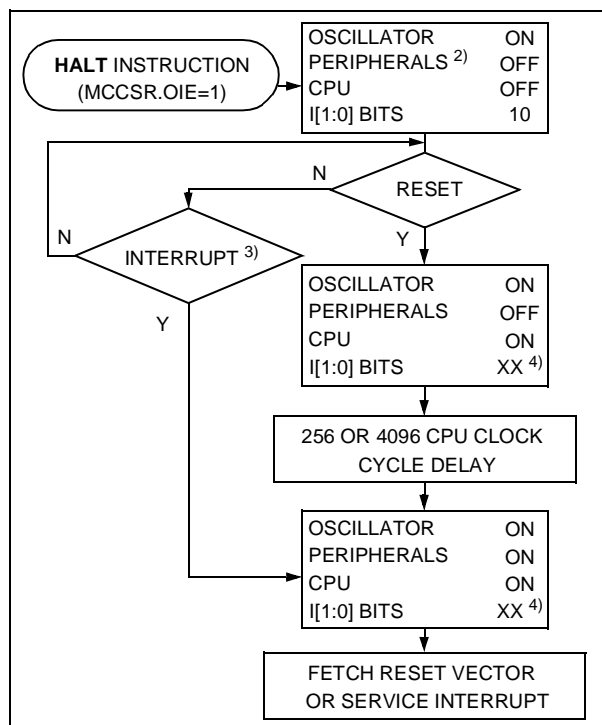 HALT INSTRUCTION
(MCCSR.OIE=1)
OSCILLATOR ON
PERIPHERALS 2) OFF
CPU OFF
I[1:0] BITS 10
N
RESET
Y
N
INTERRUPT 3)
Y
OSCILLATOR ON
PERIPHERALS OFF
CPU ON
I[1:0] BITS XX 4)
256 OR 4096 CPU CLOCK
CYCLE DELAY
OSCILLATOR ON
PERIPHERALS ON
CPU ON
I[1:0] BITS XX 4)
FETCH RESET VECTOR
OR SERVICE INTERRUPT